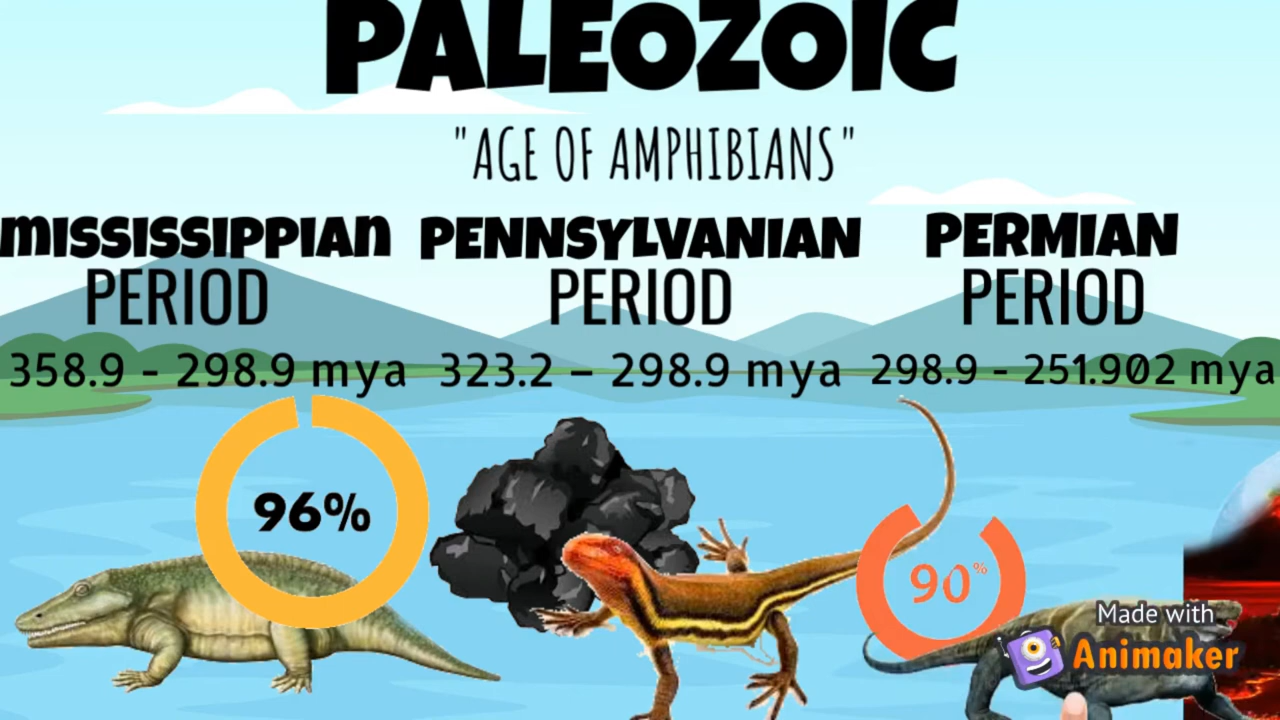 PALEOZOIC
"AGE OF AMPHIBIANS"
MISSISSIPPIAN PENNSYLVANIAN PERMIAN
PERIOD PERIOD PERIOD
358.9 - 298.9 mya 323.2 – 298.9 mya 298.9 - 251.902 mya
96%
90%
Made with
Animaker